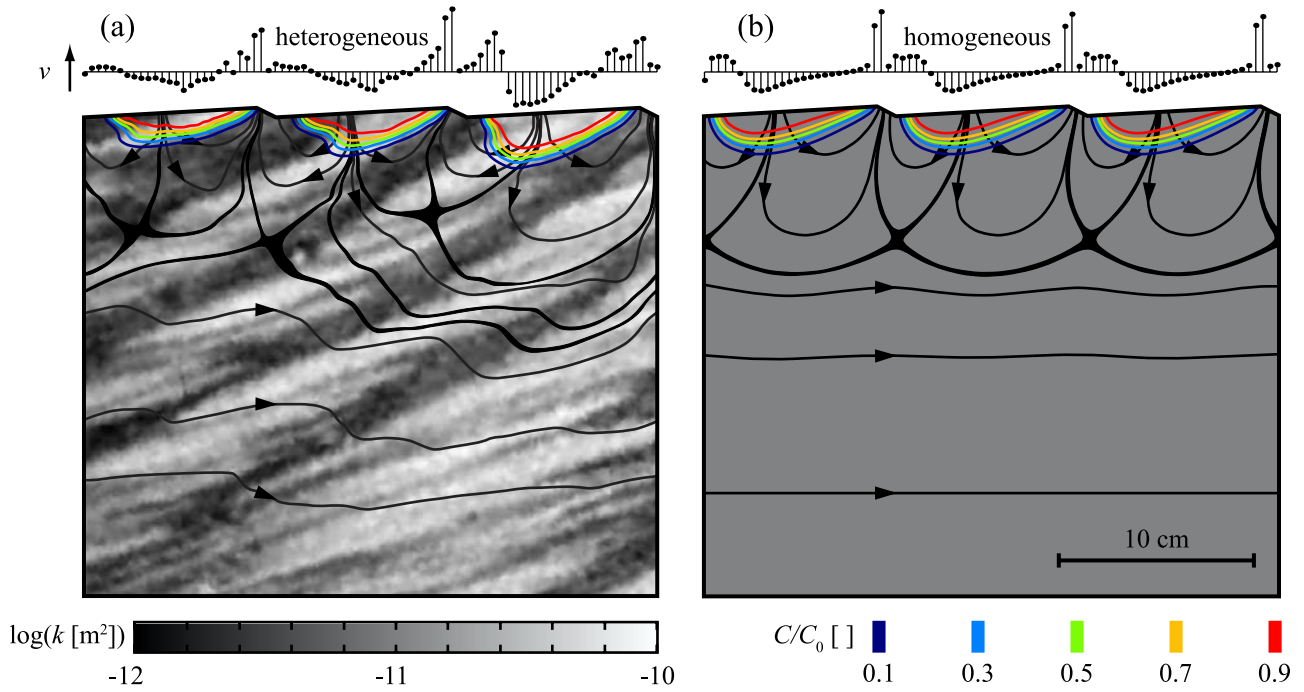 (a)
heterogeneous
(b)
homogeneous
v
10 cm
log(k [m²])
-12
-11
-10
C/C₀ [ ]
0.1
0.3
0.5
0.7
0.9